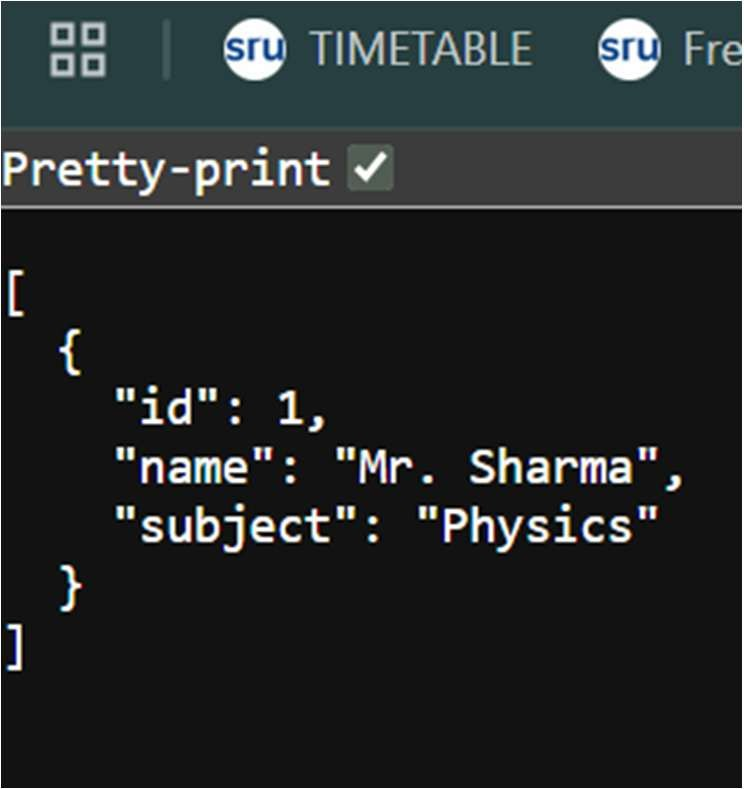 sru TIMETABLE sru Fre
Pretty-print
[
{
"id": 1,
"name": "Mr. Sharma",
"subject": "Physics"
}
]